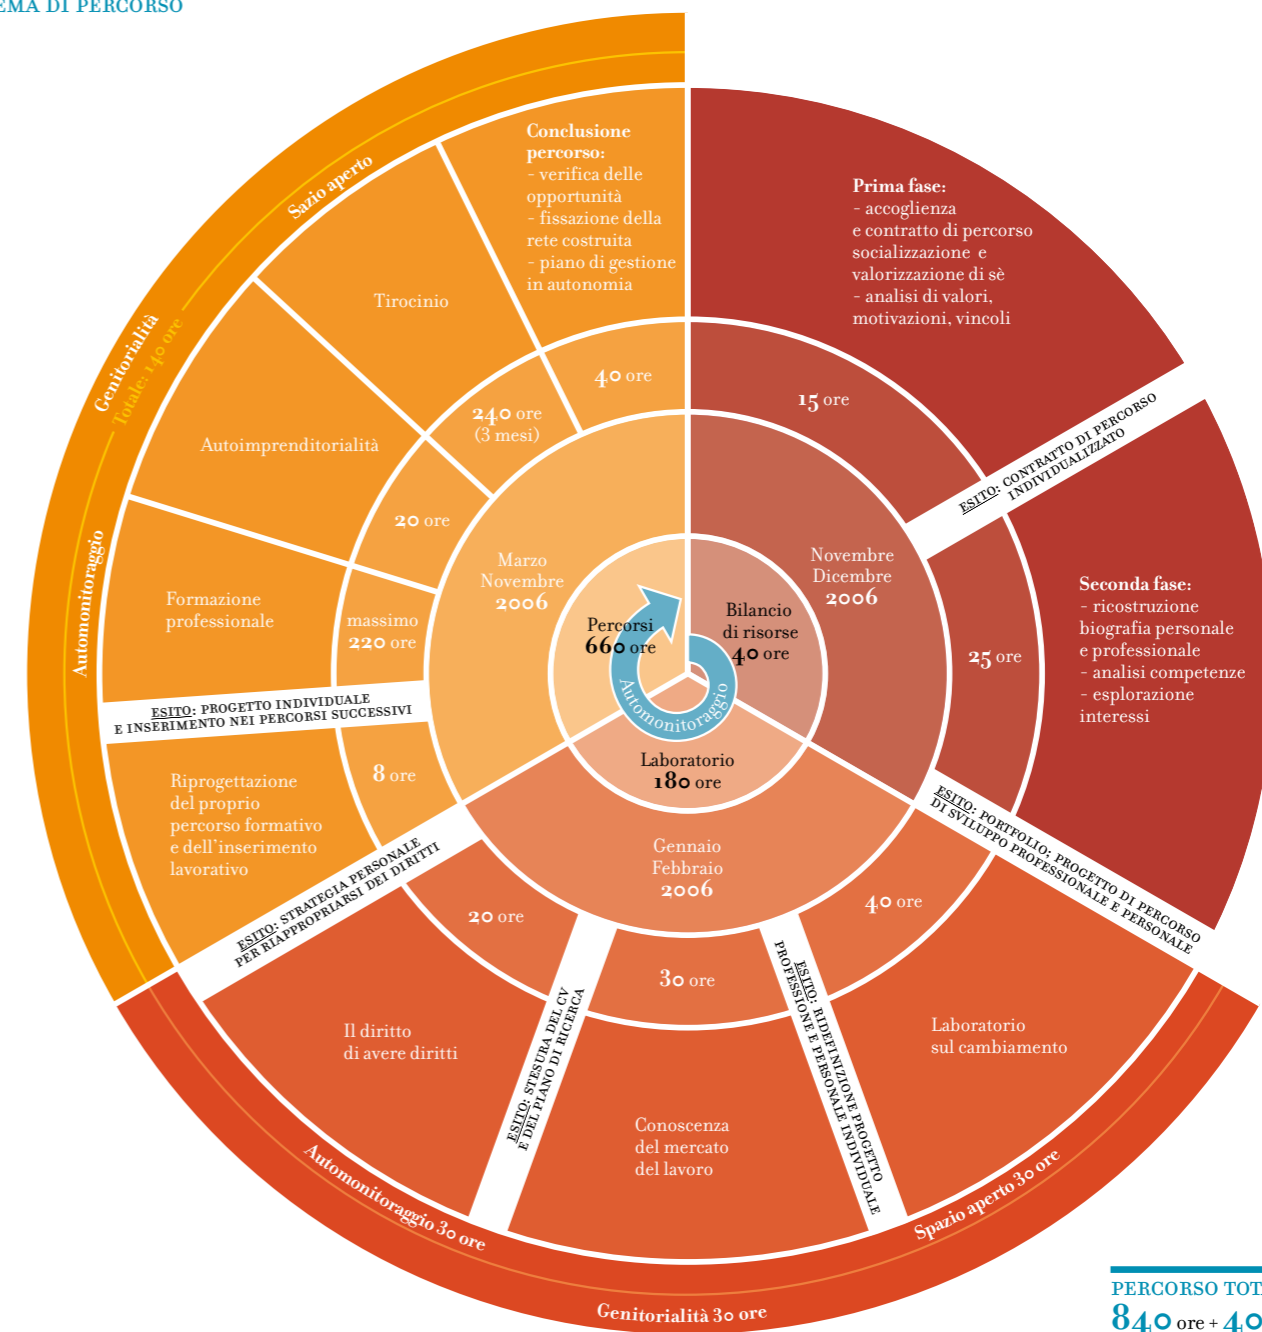 EMA DI PERCORSO
Conclusione
percorso:
- verifica delle
opportunità
- fissazione della
rete costruita
- piano di gestione
in autonomia
Prima fase:
- accoglienza
e contratto di percorso
socializzazione e
valorizzazione di sè
- analisi di valori,
motivazioni, vincoli
Sazio aperto
Tirocinio
Genitorialità
Totale: 140 ore
40 ore
15 ore
240 ore
(3 mesi)
Autoimprenditorialità
ESITO: CONTRATTO DI PERCORSO
INDIVIDUALIZZATO
20 ore
Automonitoraggio
Marzo
Novembre
2006
Novembre
Dicembre
2006
Seconda fase:
- ricostruzione
biografia personale
e professionale
- analisi competenze
- esplorazione
interessi
Formazione
professionale
massimo
220 ore
Percorsi
660 ore
Bilancio
di risorse
40 ore
25 ore
Automonitoraggio
ESITO: PROGETTO INDIVIDUALE
E INSERIMENTO NEI PERCORSI SUCCESSIVI
Laboratorio
180 ore
8 ore
Riprogettazione
del proprio
percorso formativo
e dell'inserimento
lavorativo
ESITO: PORTFOLIO; PROGETTO DI PERCORSO
DI SVILUPPO PROFESSIONALE E PERSONALE
Gennaio
Febbraio
2006
ESITO: STRATEGIA PERSONALE
PER RIAPPROPRIARSI DEI DIRITTI
20 ore
40 ore
30 ore
ESITO: STESURA DEL CV
E DEL PIANO DI RICERCA
ESITO: RIDEFINIZIONE PROGETTO
PROFESSIONE E PERSONALE INDIVIDUALE
Il diritto
di avere diritti
Laboratorio
sul cambiamento
Conoscenza
del mercato
del lavoro
Automonitoraggio 30 ore
Spazio aperto 30 ore
Genitorialità 30 ore
PERCORSO TOT
840 ore + 40